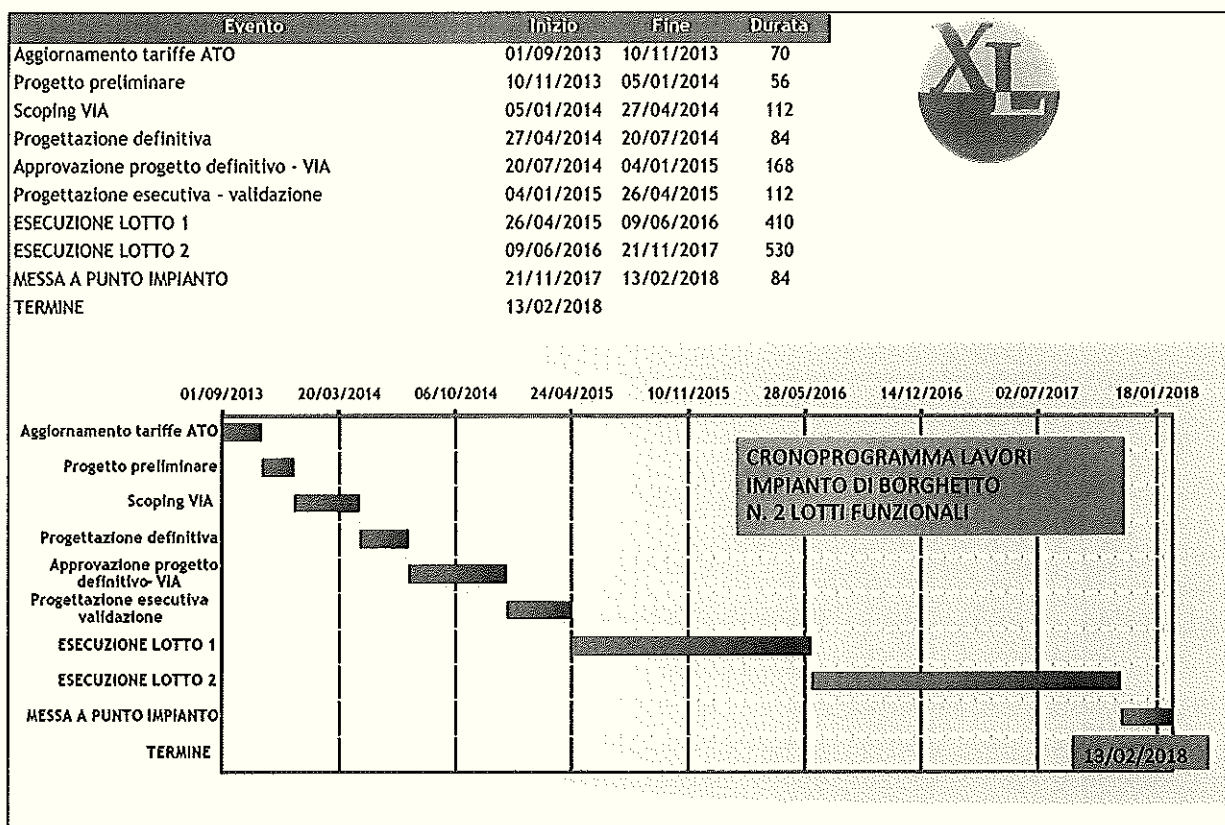 Evento Inizio Fine Durata
Aggiornamento tariffe ATO 01/09/2013 10/11/2013 70
Progetto preliminare 10/11/2013 05/01/2014 56
Scoping VIA 05/01/2014 27/04/2014 112
Progettazione definitiva 27/04/2014 20/07/2014 84
Approvazione progetto definitivo - VIA 20/07/2014 04/01/2015 168
Progettazione esecutiva - validazione 04/01/2015 26/04/2015 112
ESECUZIONE LOTTO 1 26/04/2015 09/06/2016 410
ESECUZIONE LOTTO 2 09/06/2016 21/11/2017 530
MESSA A PUNTO IMPIANTO 21/11/2017 13/02/2018 84
TERMINE 13/02/2018
XL
01/09/2013 20/03/2014 06/10/2014 24/04/2015 10/11/2015 28/05/2016 14/12/2016 02/07/2017 18/01/2018
Aggiornamento tariffe ATO
Progetto preliminare
Scoping VIA
Progettazione definitiva
Approvazione progetto
definitivo- VIA
Progettazione esecutiva
validazione
ESECUZIONE LOTTO 1
ESECUZIONE LOTTO 2
MESSA A PUNTO IMPIANTO
TERMINE
CRONOPROGRAMMA LAVORI
IMPIANTO DI BORGHETTO
N. 2 LOTTI FUNZIONALI
13/02/2018